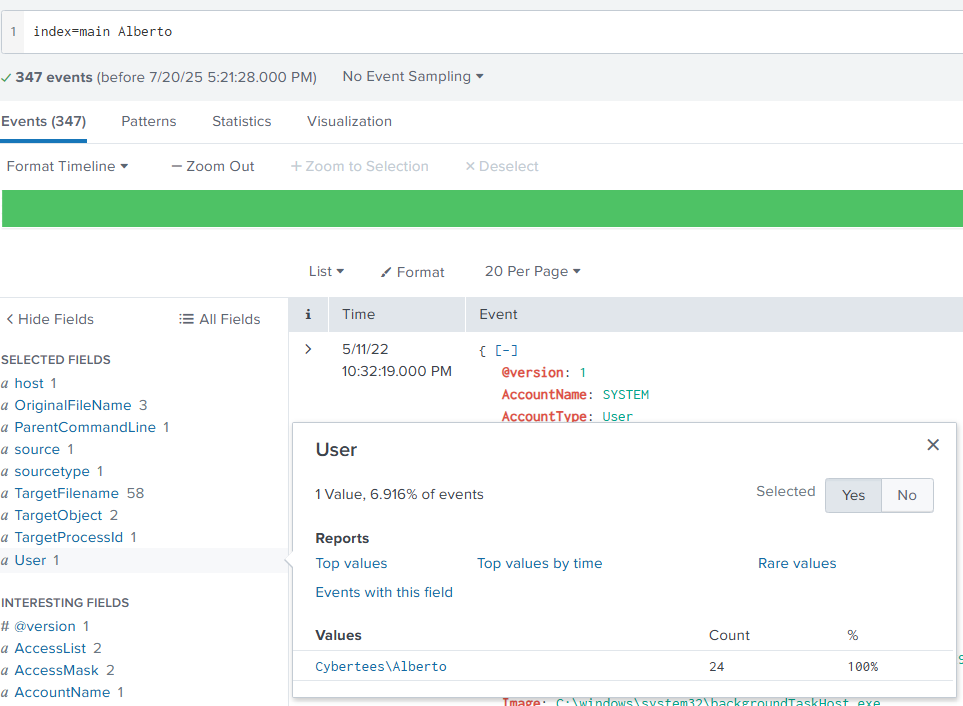 1 index=main Alberto
✓ 347 events (before 7/20/25 5:21:28.000 PM) No Event Sampling ▾
Events (347) Patterns Statistics Visualization
Format Timeline ▾ — Zoom Out + Zoom to Selection × Deselect
List ▾ Format 20 Per Page ▾
< Hide Fields All Fields
i Time Event
SELECTED FIELDS
a host 1
a OriginalFileName 3
a ParentCommandLine 1
a source 1
a sourcetype 1
a TargetFilename 58
a TargetObject 2
a TargetProcessId 1
a User 1
INTERESTING FIELDS
# @version 1
a AccessList 2
a AccessMask 2
a AccountName 1
> 5/11/22
10:32:19.000 PM
{ [-]
@version: 1
AccountName: SYSTEM
AccountType: User
User ×
1 Value, 6.916% of events Selected Yes No
Reports
Top values Top values by time Rare values
Events with this field
Values Count %
Cybertees\Alberto 24 100%
Image: C:\windows\system32\backgroundTaskHost.exe